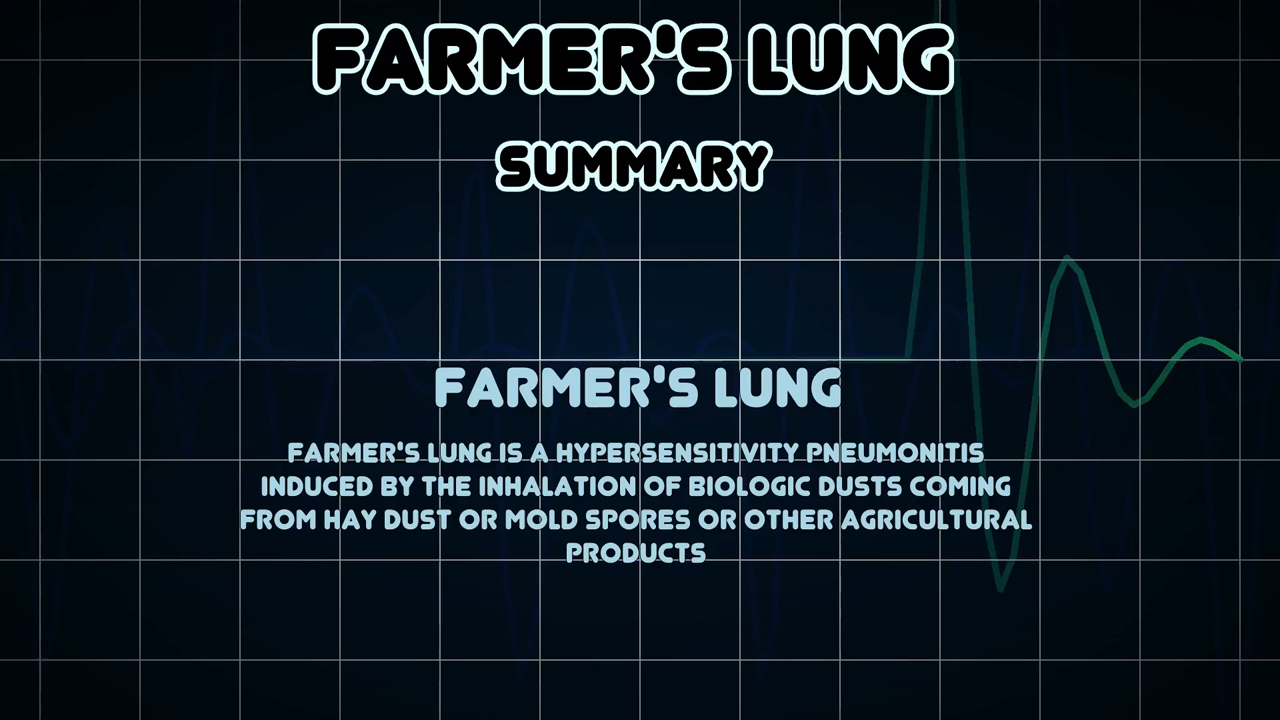 FARMER'S LUNG
SUMMARY
FARMER'S LUNG
FARMER'S LUNG IS A HYPERSENSITIVITY PNEUMONITIS
INDUCED BY THE INHALATION OF BIOLOGIC DUSTS COMING
FROM HAY DUST OR MOLD SPORES OR OTHER AGRICULTURAL
PRODUCTS